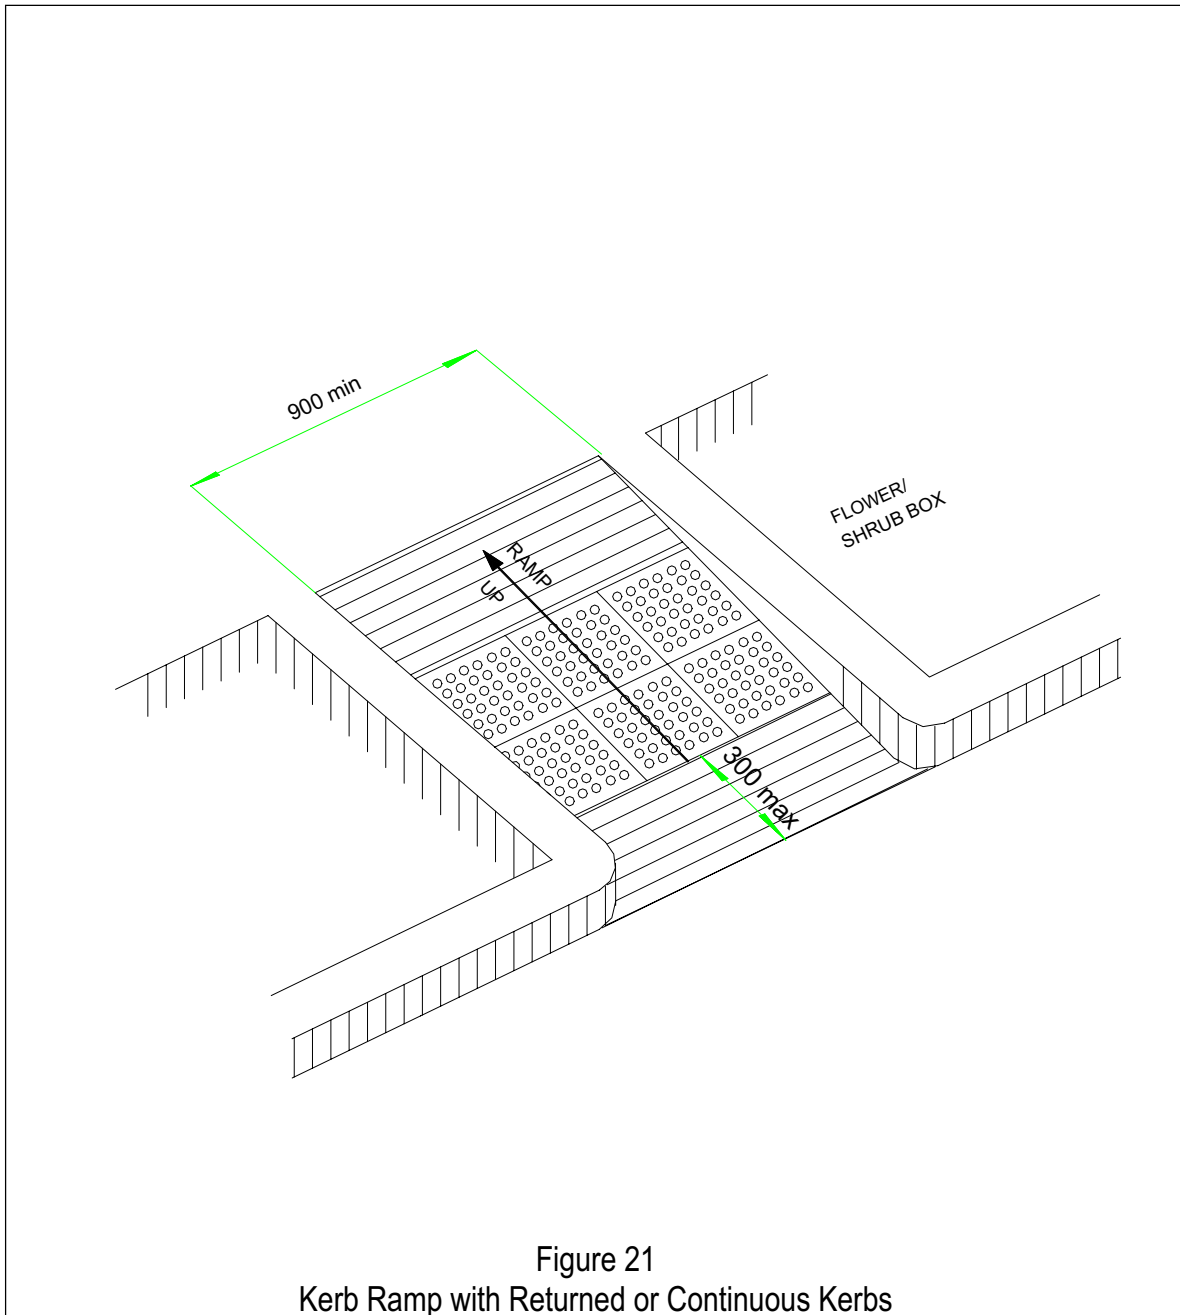 900 min
FLOWER/
SHRUB BOX
RAMP
UP
300 max
Figure 21
Kerb Ramp with Returned or Continuous Kerbs